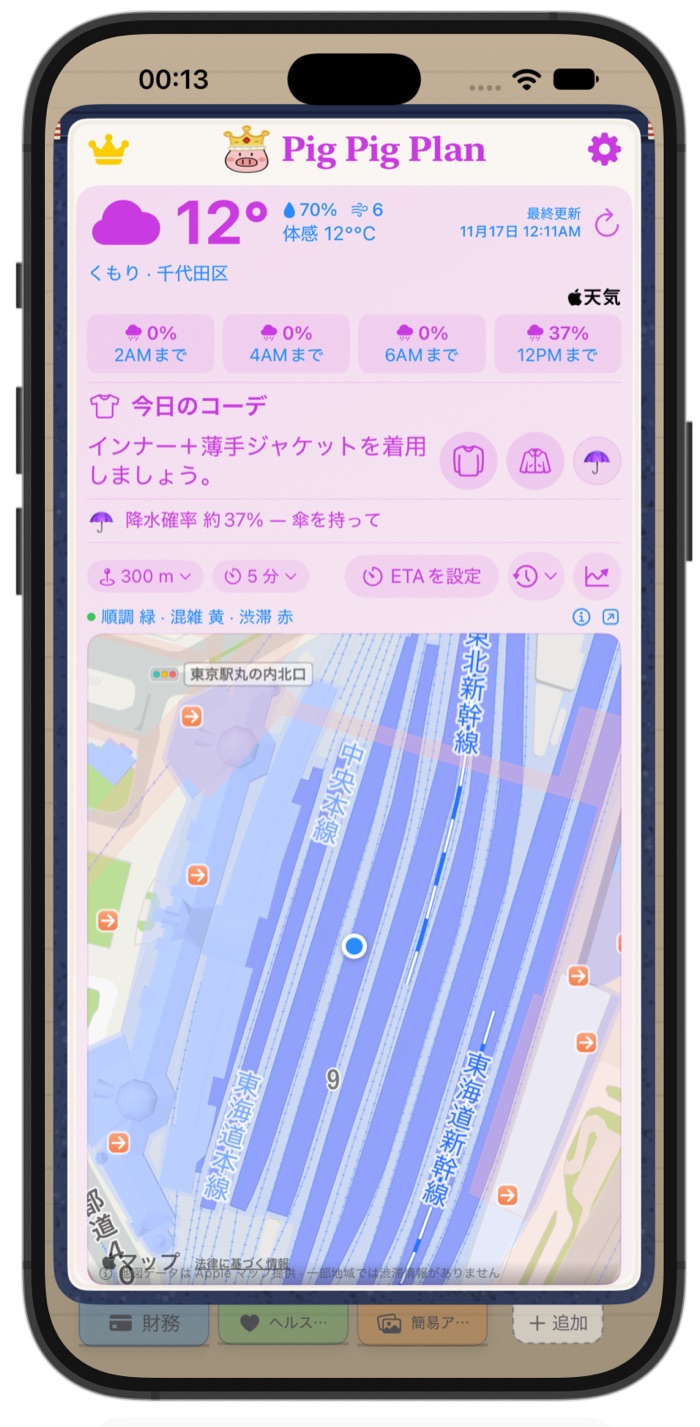 00:13
Pig Pig Plan
12°
70% 6
体感 12°°C
最終更新
11月17日 12:11AM
くもり · 千代田区
天気
0%
2AMまで
0%
4AMまで
0%
6AMまで
37%
12PMまで
今日のコーデ
インナー+薄手ジャケットを着用
しましょう。
降水確率 約37% — 傘を持って
300 m
5 分
ETAを設定
順調 緑 · 混雑 黄 · 渋滞 赤
東京駅丸の内北口
東北新幹線
中央本線
9
東海道本線
東海道新幹線
都道
マップ
法律に基づく情報
地図データは Apple マップ提供 · 一部地域では渋滞情報がありません
財務
ヘルス…
簡易ア…
+ 追加